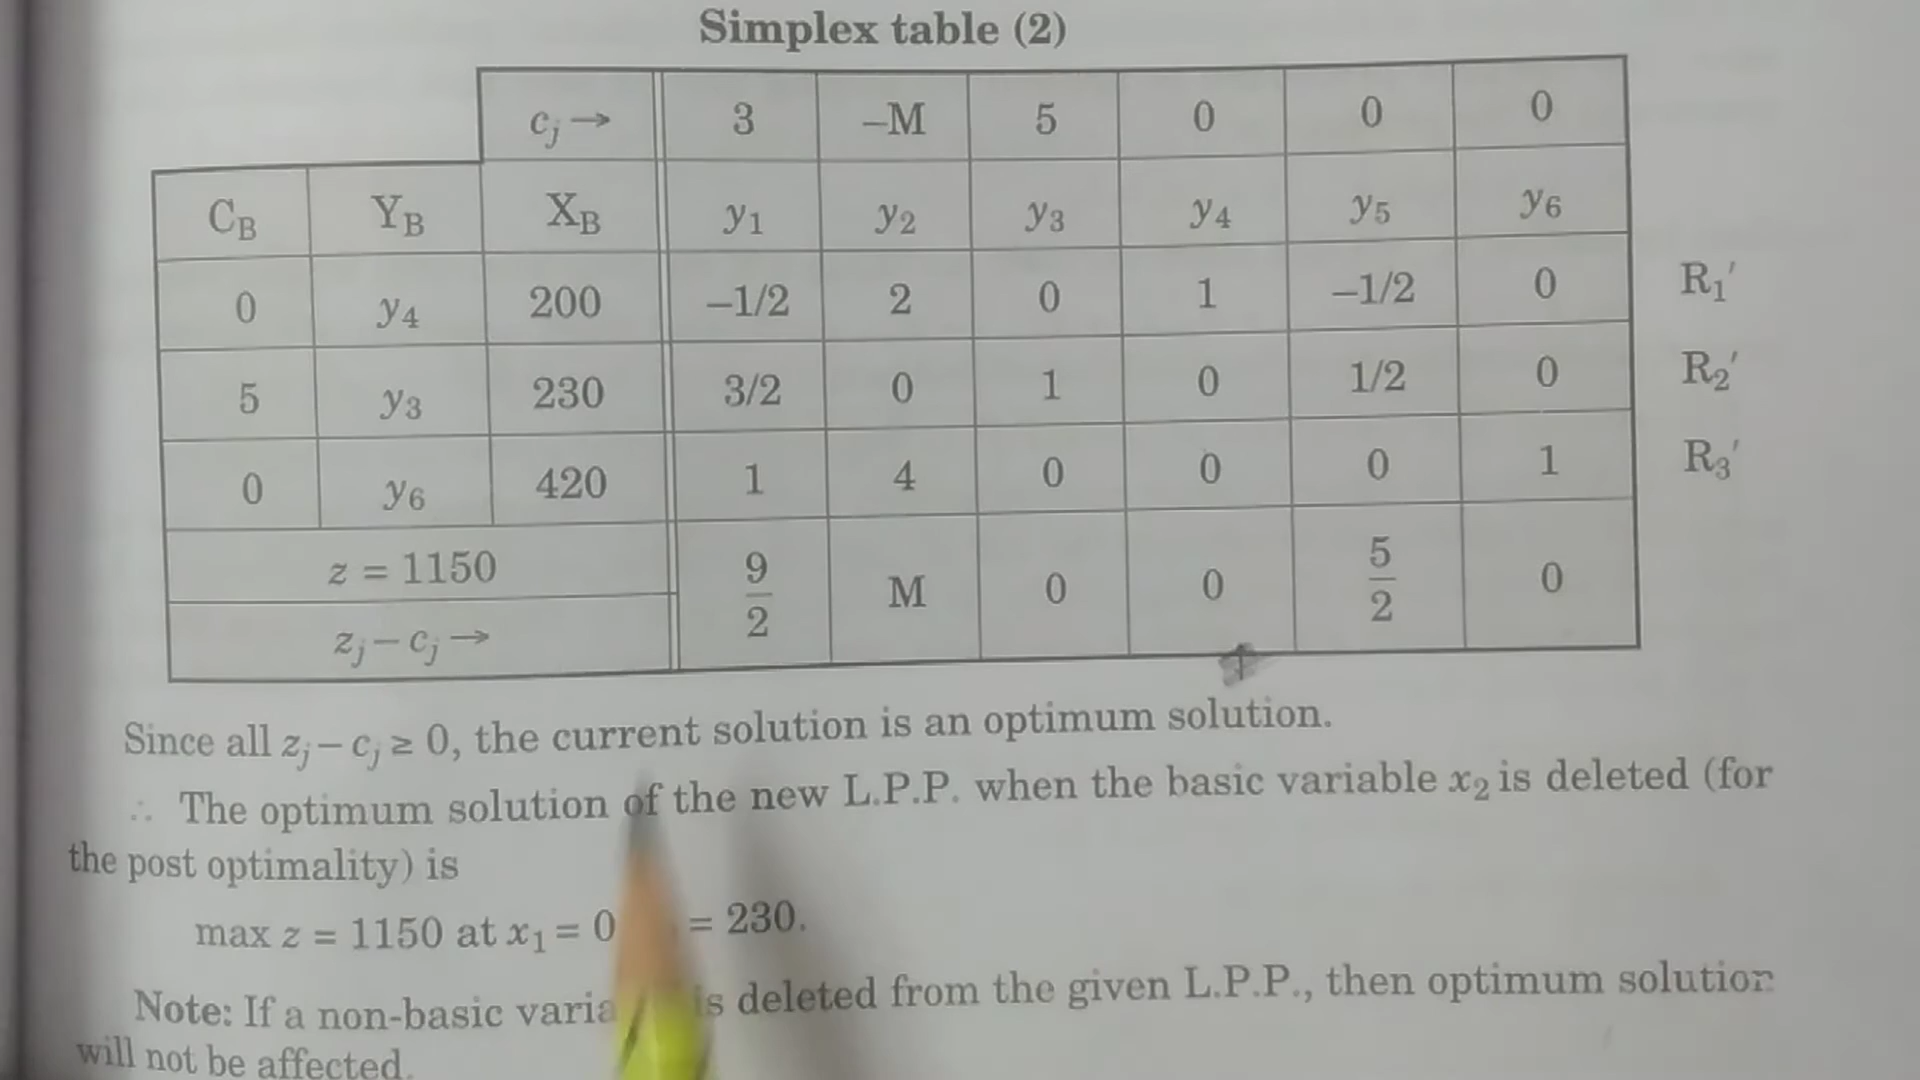 Simplex table (2)
c_j → 3 –M 5 0 0 0
C_B Y_B X_B y_1 y_2 y_3 y_4 y_5 y_6
0 y_4 200 –1/2 2 0 1 –1/2 0 R_1′
5 y_3 230 3/2 0 1 0 1/2 0 R_2′
0 y_6 420 1 4 0 0 0 1 R_3′
z = 1150 9/2 M 0 0 5/2 0
z_j – c_j →
Since all z_j – c_j ≥ 0, the current solution is an optimum solution.
∴ The optimum solution of the new L.P.P. when the basic variable x_2 is deleted (for
the post optimality) is
max z = 1150 at x_1 = 0 = 230.
Note: If a non-basic is deleted from the given L.P.P., then optimum solution
will not be affected.